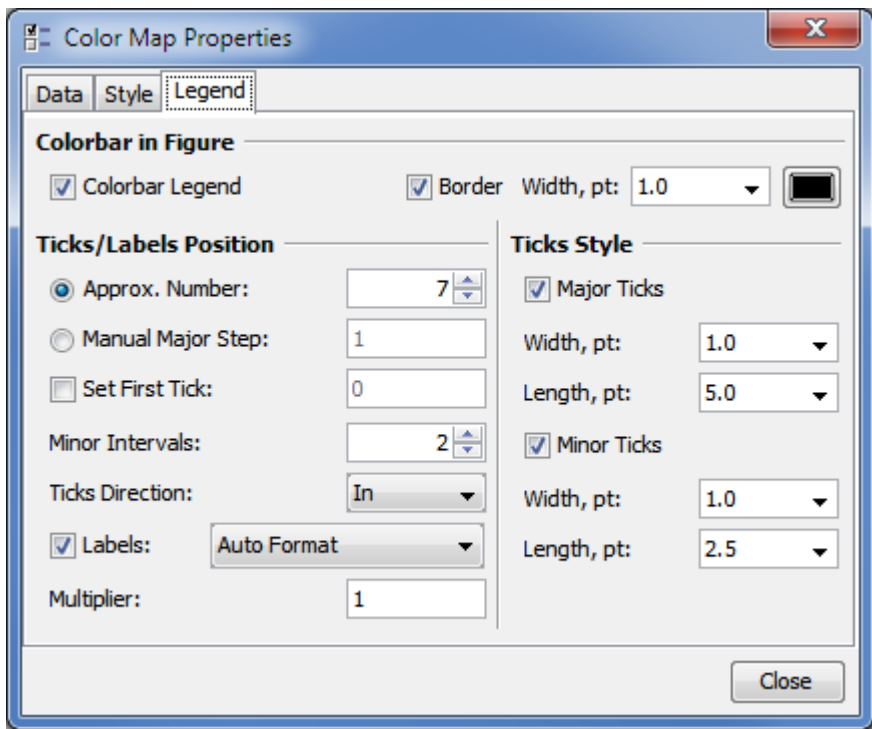 Color Map Properties
Data Style Legend
Colorbar in Figure
Colorbar Legend Border Width, pt: 1.0
Ticks/Labels Position Ticks Style
Approx. Number: 7 Major Ticks
Manual Major Step: 1 Width, pt: 1.0
Set First Tick: 0 Length, pt: 5.0
Minor Intervals: 2 Minor Ticks
Ticks Direction: In Width, pt: 1.0
Labels: Auto Format Length, pt: 2.5
Multiplier: 1
Close